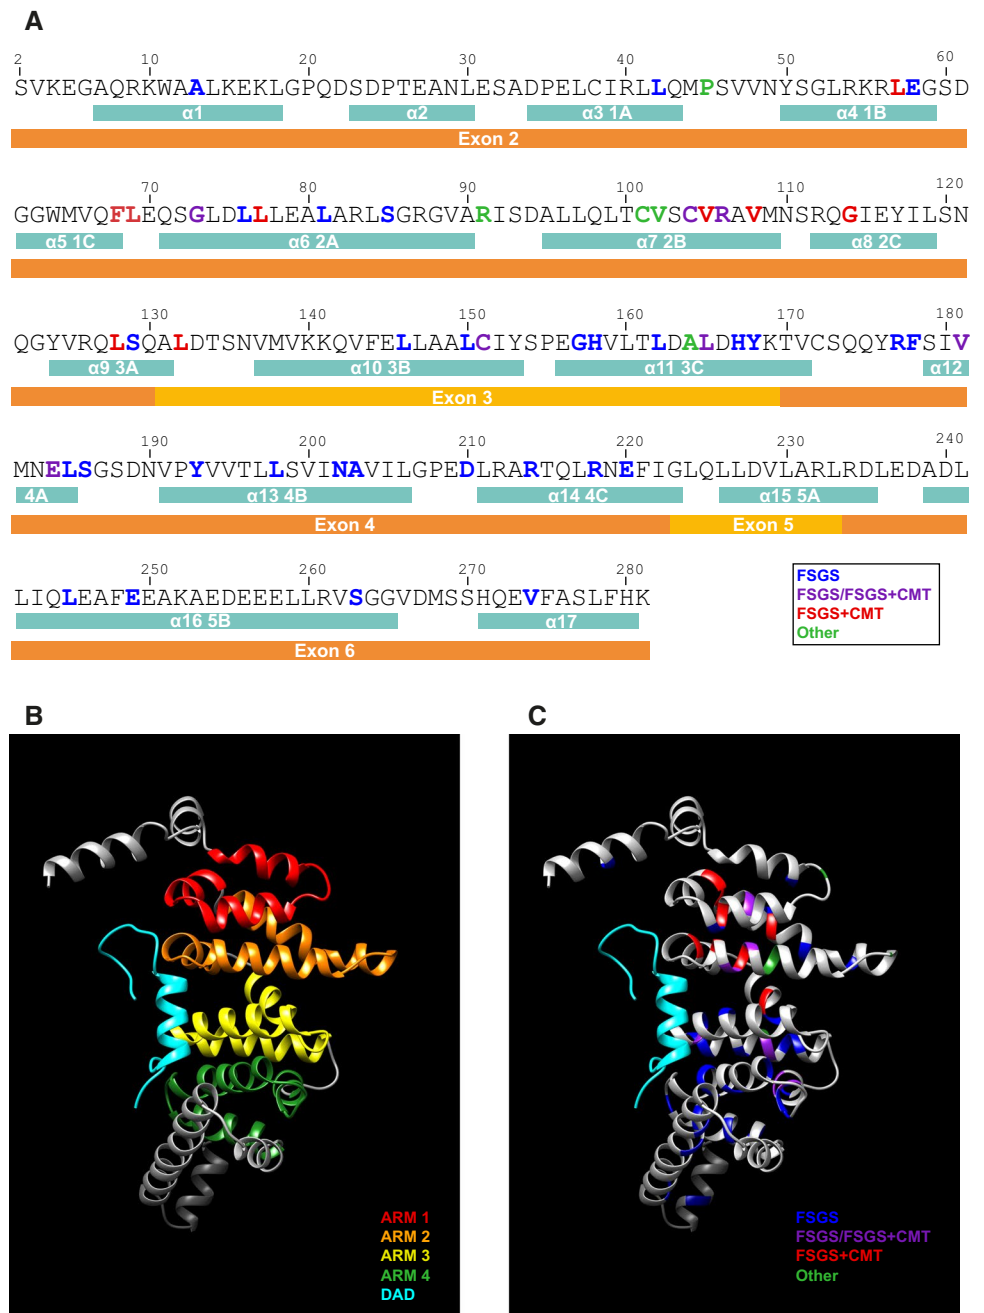 A
2 10 20 30 40 50 60
SVKEGAQRKWAALKEKLGPQDSDPTEANLESADPELCIRLLQMPSVVNYSGLRKRLEGSD
α1 α2 α3 1A α4 1B
Exon 2
70 80 90 100 110 120
GGWMVQFLEQSGLDLLLEALARLSGRGVARISDALLQLTCVSCVRAVMNSRQGIEYILSN
α5 1C α6 2A α7 2B α8 2C
130 140 150 160 170 180
QGYVRQLSQALDTSNVMVKKQVFELLAALCIYSPEGHVLTLDALDHYKTVCSQQYRFSIV
α9 3A α10 3B α11 3C α12
Exon 3
190 200 210 220 230 240
MNELSGSDNVPYVVTLLSVINAVILGPEDLRARTQLRNEFIGLQLLDVLARLRDLEDADL
4A α13 4B α14 4C α15 5A
Exon 4 Exon 5
250 260 270 280
LIQLEAFEEAKAEDEEELLRVSGGVDMSSHQEVFASLFHK
α16 5B α17
Exon 6
FSGS
FSGS/FSGS+CMT
FSGS+CMT
Other
B
ARM 1
ARM 2
ARM 3
ARM 4
DAD
C
FSGS
FSGS/FSGS+CMT
FSGS+CMT
Other